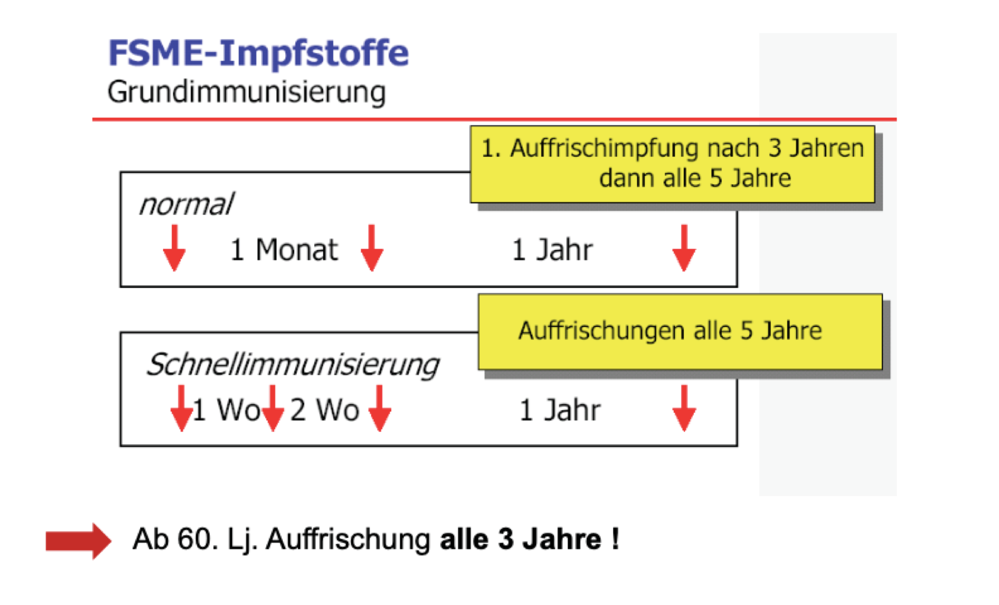 FSME-Impfstoffe
Grundimmunisierung
1. Auffrischimpfung nach 3 Jahren
dann alle 5 Jahre
normal
1 Monat 1 Jahr
Auffrischungen alle 5 Jahre
Schnellimmunisierung
1 Wo 2 Wo 1 Jahr
Ab 60. Lj. Auffrischung alle 3 Jahre !